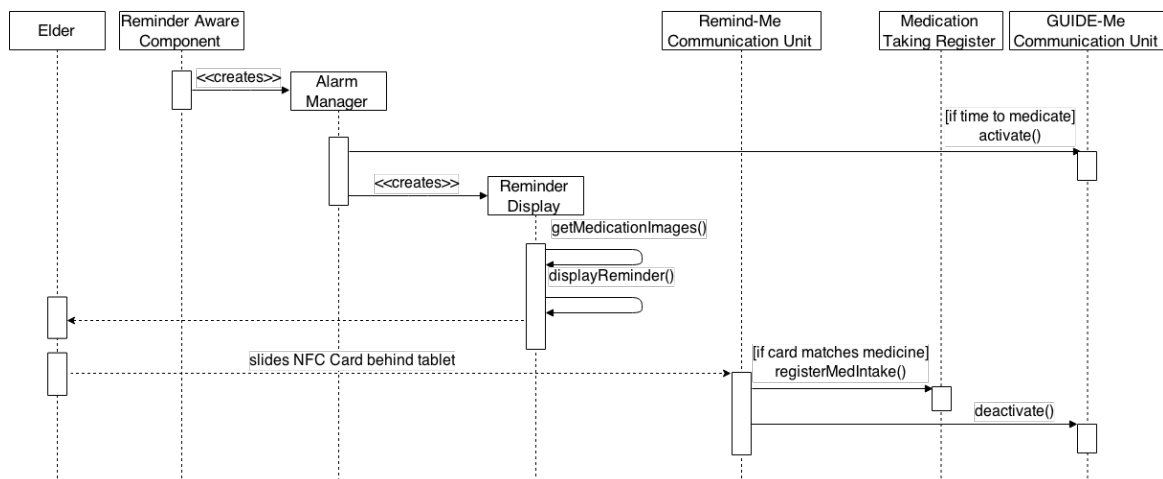 Elder
Reminder Aware
Component
Remind-Me
Communication Unit
Medication
Taking Register
GUIDE-Me
Communication Unit
<<creates>>
Alarm
Manager
[if time to medicate]
activate()
<<creates>>
Reminder
Display
getMedicationImages()
displayReminder()
slides NFC Card behind tablet
[if card matches medicine]
registerMedIntake()
deactivate()